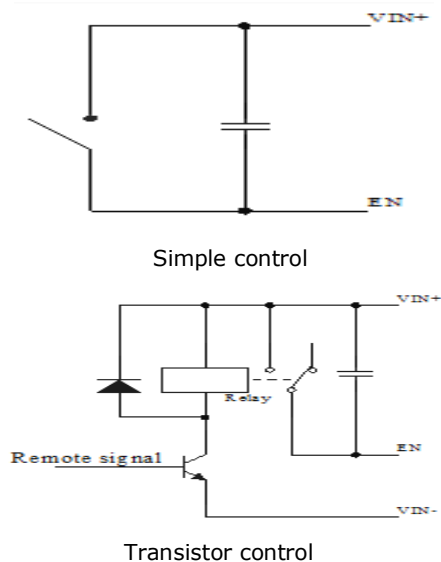 VIN+
EN
Simple control
VIN+
Relay
EN
Remote signal
VIN-
Transistor control